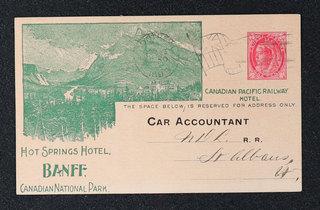 CANADIAN PACIFIC RAILWAY
HOTEL.
THE SPACE BELOW IS RESERVED FOR ADDRESS ONLY
CAR ACCOUNTANT
R. R.
St Albans,
Vt.
HOT SPRINGS HOTEL,
BANFF
CANADIAN NATIONAL PARK.